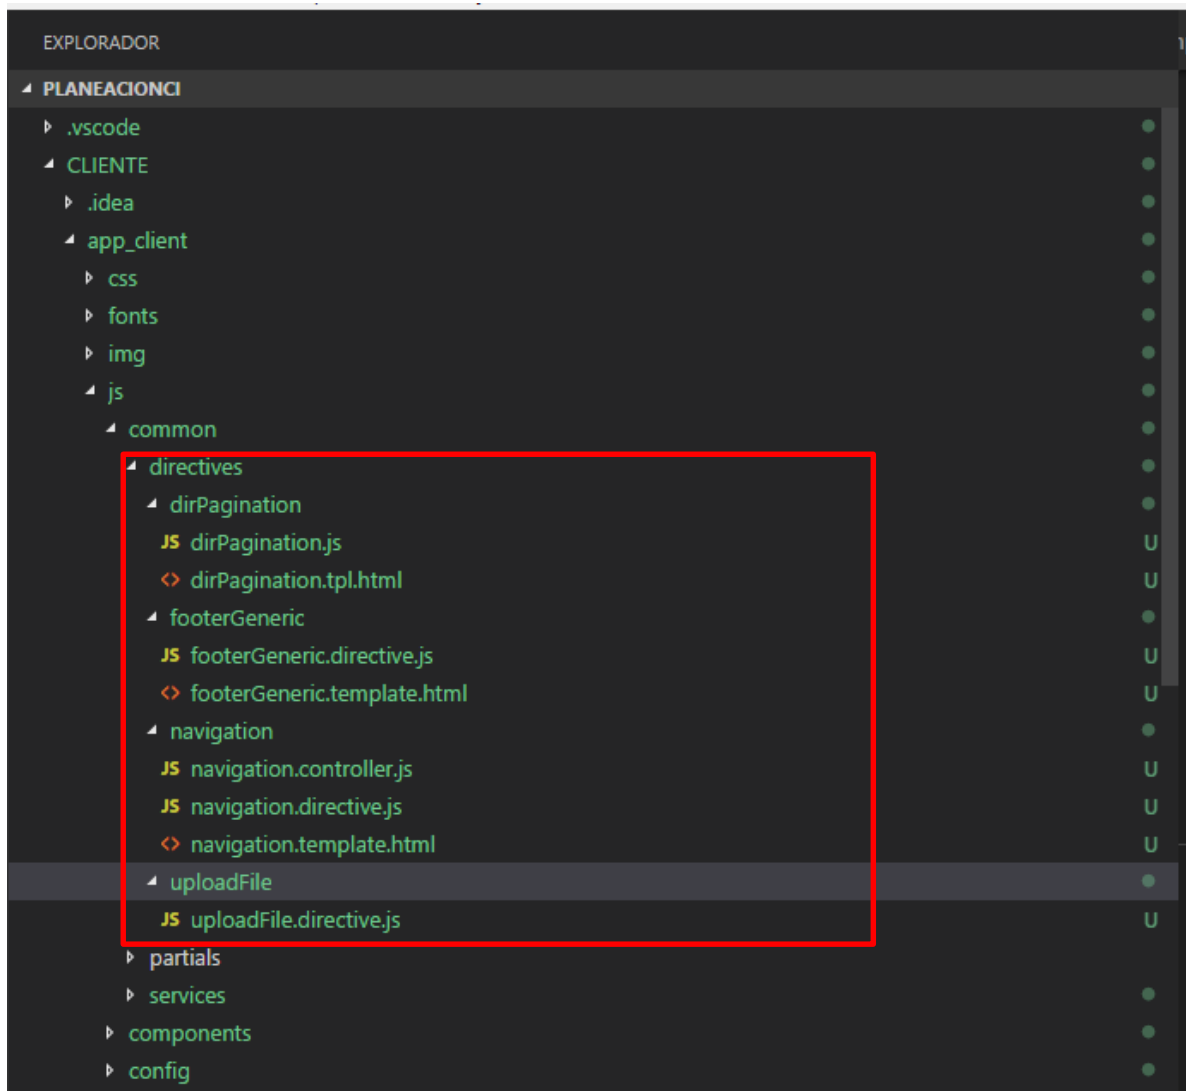 EXPLORADOR
PLANEACIONCI
.vscode
CLIENTE
.idea
app_client
css
fonts
img
js
common
directives
dirPagination
JS dirPagination.js U
<> dirPagination.tpl.html U
footerGeneric
JS footerGeneric.directive.js U
<> footerGeneric.template.html U
navigation
JS navigation.controller.js U
JS navigation.directive.js U
<> navigation.template.html U
uploadFile
JS uploadFile.directive.js U
partials
services
components
config